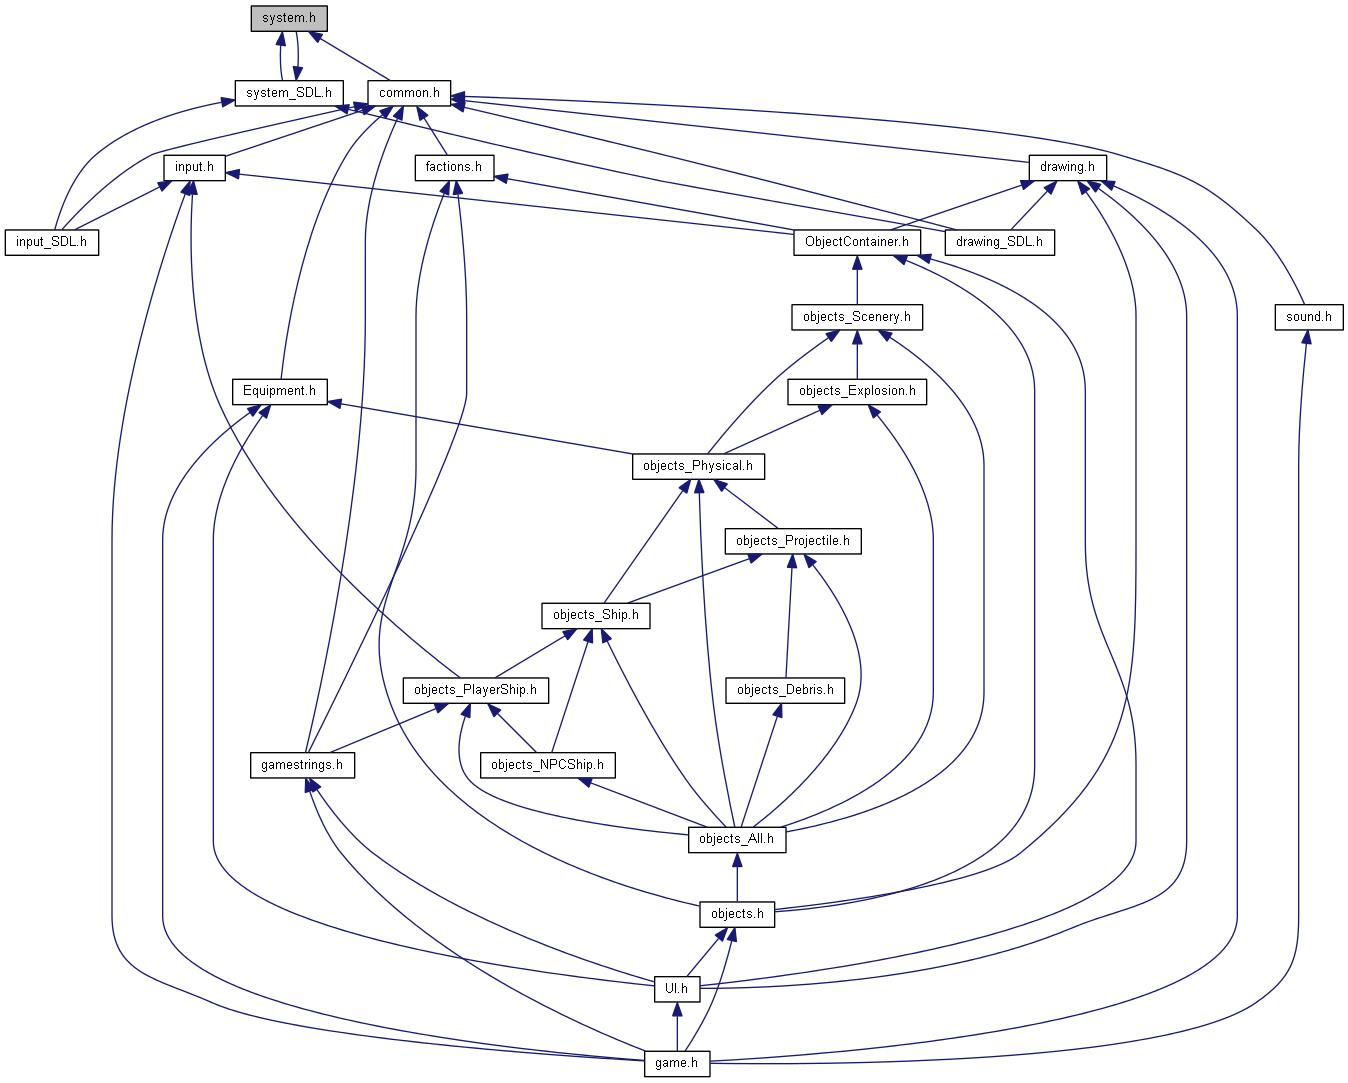 system.h
system_SDL.h
common.h
input.h
factions.h
drawing.h
input_SDL.h
ObjectContainer.h
drawing_SDL.h
objects_Scenery.h
sound.h
Equipment.h
objects_Explosion.h
objects_Physical.h
objects_Projectile.h
objects_Ship.h
objects_PlayerShip.h
objects_Debris.h
gamestrings.h
objects_NPCShip.h
objects_All.h
objects.h
UI.h
game.h